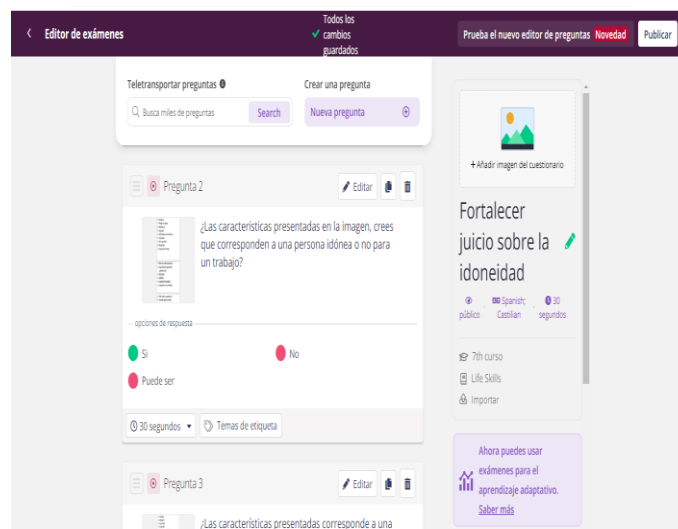 Editor de exámenes
Todos los
cambios
guardados
Prueba el nuevo editor de preguntas Novedad
Publicar
Teletransportar preguntas
Crear una pregunta
Busca miles de preguntas
Search
Nueva pregunta
Pregunta 2
Editar
¿Las características presentadas en la imagen, crees
que corresponden a una persona idónea o no para
un trabajo?
opciones de respuesta
Si
No
Puede ser
30 segundos
Temas de etiqueta
Pregunta 3
Editar
¿Las características presentadas corresponde a una
+ Añadir imagen del cuestionario
Fortalecer
juicio sobre la
idoneidad
público
Spanish;
Castilian
30
segundos
7th curso
Life Skills
Importar
Ahora puedes usar
exámenes para el
aprendizaje adaptativo.
Saber más